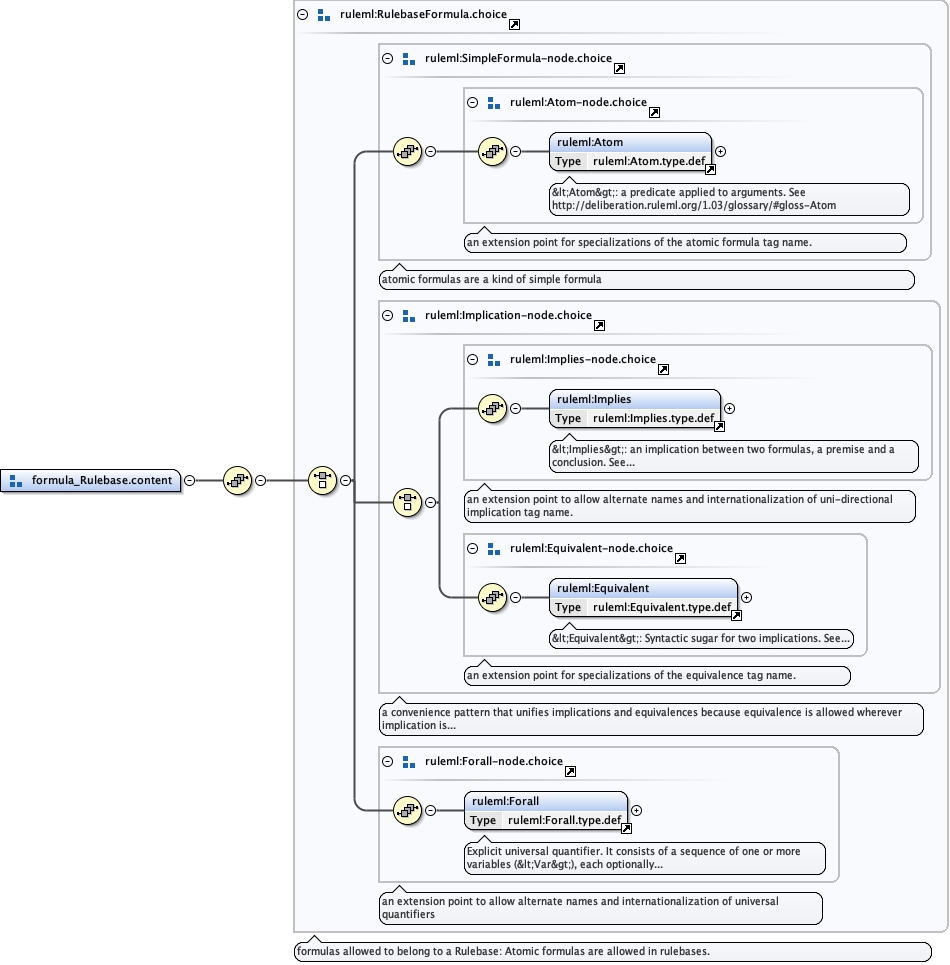 ruleml:RulebaseFormula.choice
ruleml:SimpleFormula-node.choice
ruleml:Atom-node.choice
ruleml:Atom
Type ruleml:Atom.type.def
&lt;Atom&gt;: a predicate applied to arguments. See
http://deliberation.ruleml.org/1.03/glossary/#gloss-Atom
an extension point for specializations of the atomic formula tag name.
atomic formulas are a kind of simple formula
ruleml:Implication-node.choice
ruleml:Implies-node.choice
ruleml:Implies
Type ruleml:Implies.type.def
&lt;Implies&gt;: an implication between two formulas, a premise and a
conclusion. See...
formula_Rulebase.content
an extension point to allow alternate names and internationalization of uni-directional
implication tag name.
ruleml:Equivalent-node.choice
ruleml:Equivalent
Type ruleml:Equivalent.type.def
&lt;Equivalent&gt;: Syntactic sugar for two implications. See...
an extension point for specializations of the equivalence tag name.
a convenience pattern that unifies implications and equivalences because equivalence is allowed wherever
implication is...
ruleml:Forall-node.choice
ruleml:Forall
Type ruleml:Forall.type.def
Explicit universal quantifier. It consists of a sequence of one or more
variables (&lt;Var&gt;), each optionally...
an extension point to allow alternate names and internationalization of universal
quantifiers
formulas allowed to belong to a Rulebase: Atomic formulas are allowed in rulebases.